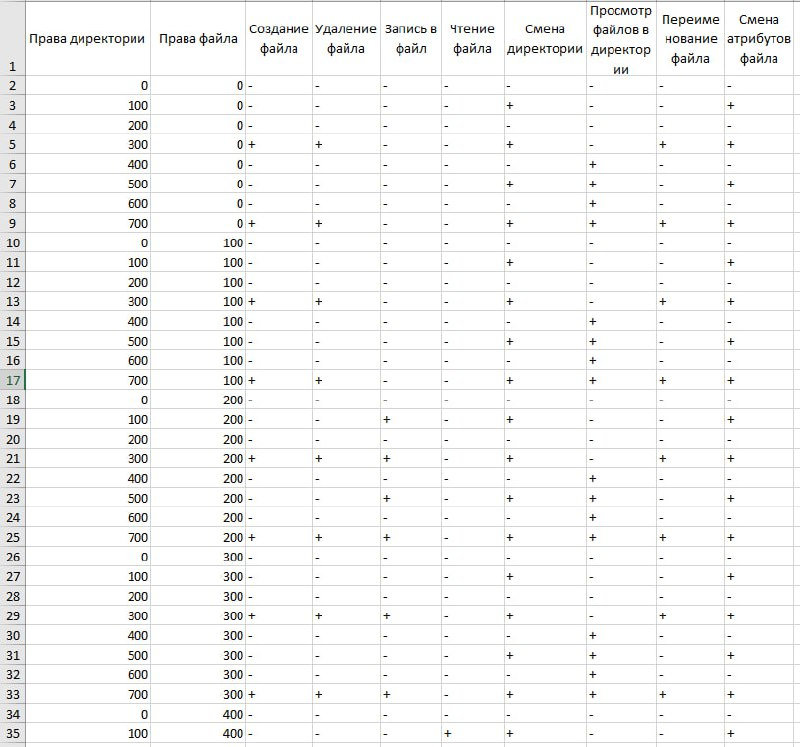 1 Права директории Права файла Создание файла Удаление файла Запись в файл Чтение файла Смена директории Просмотр файлов в директор ии Переиме нование файла Смена атрибутов файла
2 0 0 - - - - - - - -
3 100 0 - - - - + - - +
4 200 0 - - - - - - - -
5 300 0 + + - - + - + +
6 400 0 - - - - - + - -
7 500 0 - - - - + + - +
8 600 0 - - - - - + - -
9 700 0 + + - - + + + +
10 0 100 - - - - - - - -
11 100 100 - - - - + - - +
12 200 100 - - - - - - - -
13 300 100 + + - - + - + +
14 400 100 - - - - - + - -
15 500 100 - - - - + + - +
16 600 100 - - - - - + - -
17 700 100 + + - - + + + +
18 0 200 - - - - - - - -
19 100 200 - - + - + - - +
20 200 200 - - - - - - - -
21 300 200 + + + - + - + +
22 400 200 - - - - - + - -
23 500 200 - - + - + + - +
24 600 200 - - - - - + - -
25 700 200 + + + - + + + +
26 0 300 - - - - - - - -
27 100 300 - - - - + - - +
28 200 300 - - - - - - - -
29 300 300 + + + - + - + +
30 400 300 - - - - - + - -
31 500 300 - - - - + + - +
32 600 300 - - - - - + - -
33 700 300 + + + - + + + +
34 0 400 - - - - - - - -
35 100 400 - - - + + - - +